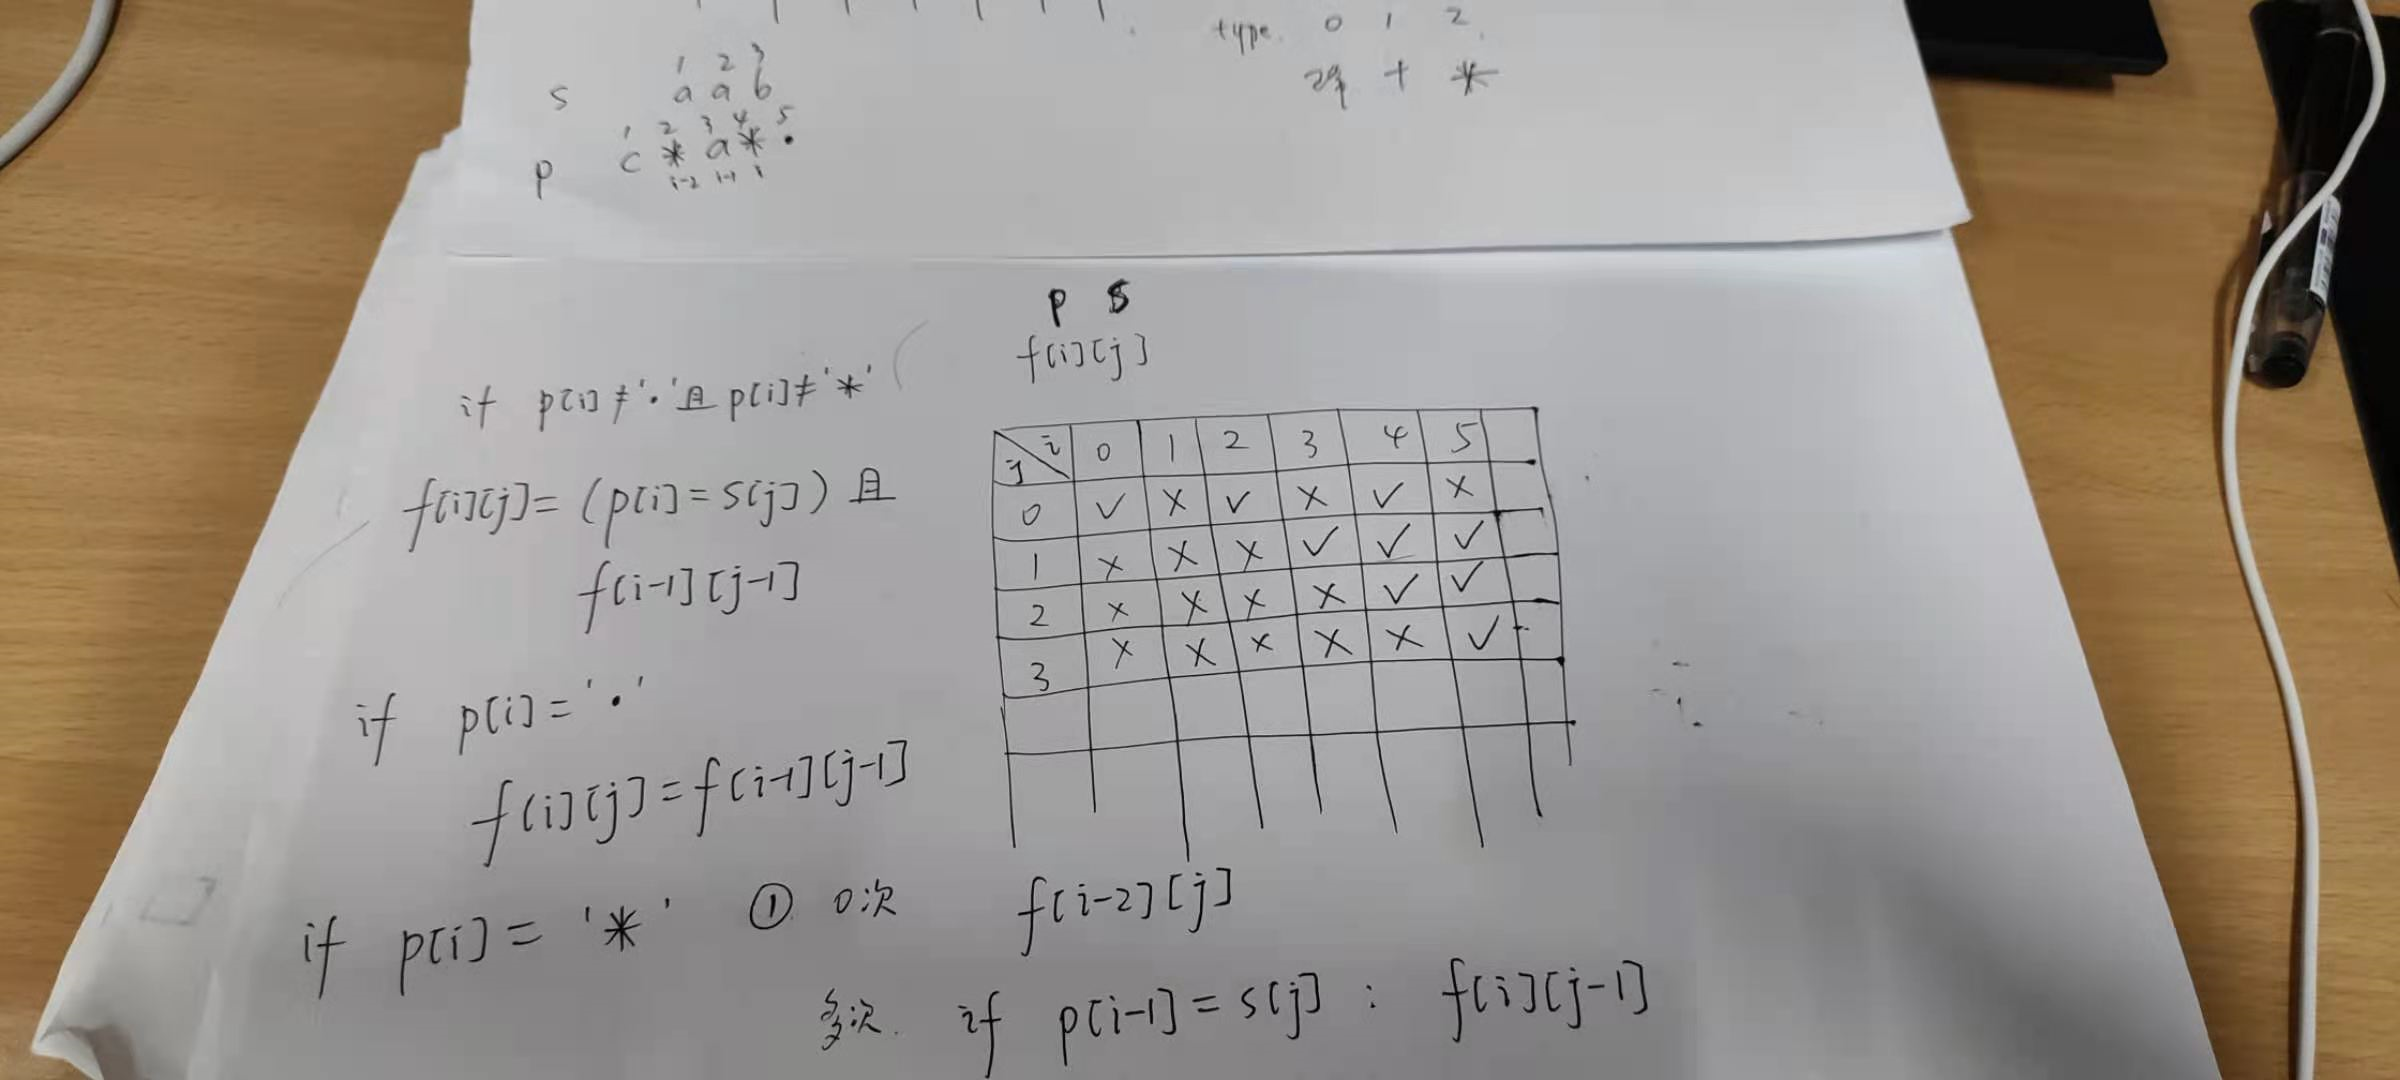 type. 0 1 2
+ *
1 2 3
s a a b
1 2 3 4 5
p c * a * .
i-2 i-1 i
p s
f[i][j]
if p[i]≠'.'且p[i]≠'*'
f[i][j]=(p[i]=s[j])且
f[i-1][j-1]
if p[i]='.'
f[i][j]=f[i-1][j-1]
j i 0 1 2 3 4 5
0 ✓ × ✓ × ✓ ×
1 × × × ✓ ✓ ✓
2 × × × × ✓ ✓
3 × × × × × ✓
if p[i]='*' ① 0次 f[i-2][j]
多次. if p[i-1]=s[j] : f[i][j-1]